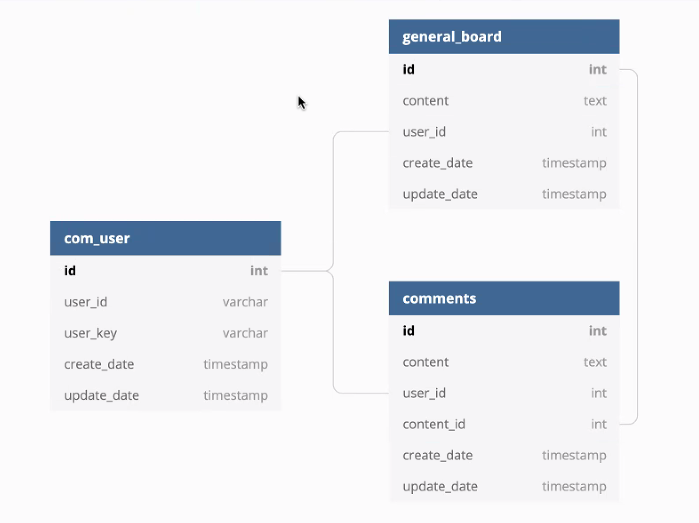 general_board
id int
content text
user_id int
create_date timestamp
update_date timestamp
com_user
id int
user_id varchar
user_key varchar
create_date timestamp
update_date timestamp
comments
id int
content text
user_id int
content_id int
create_date timestamp
update_date timestamp